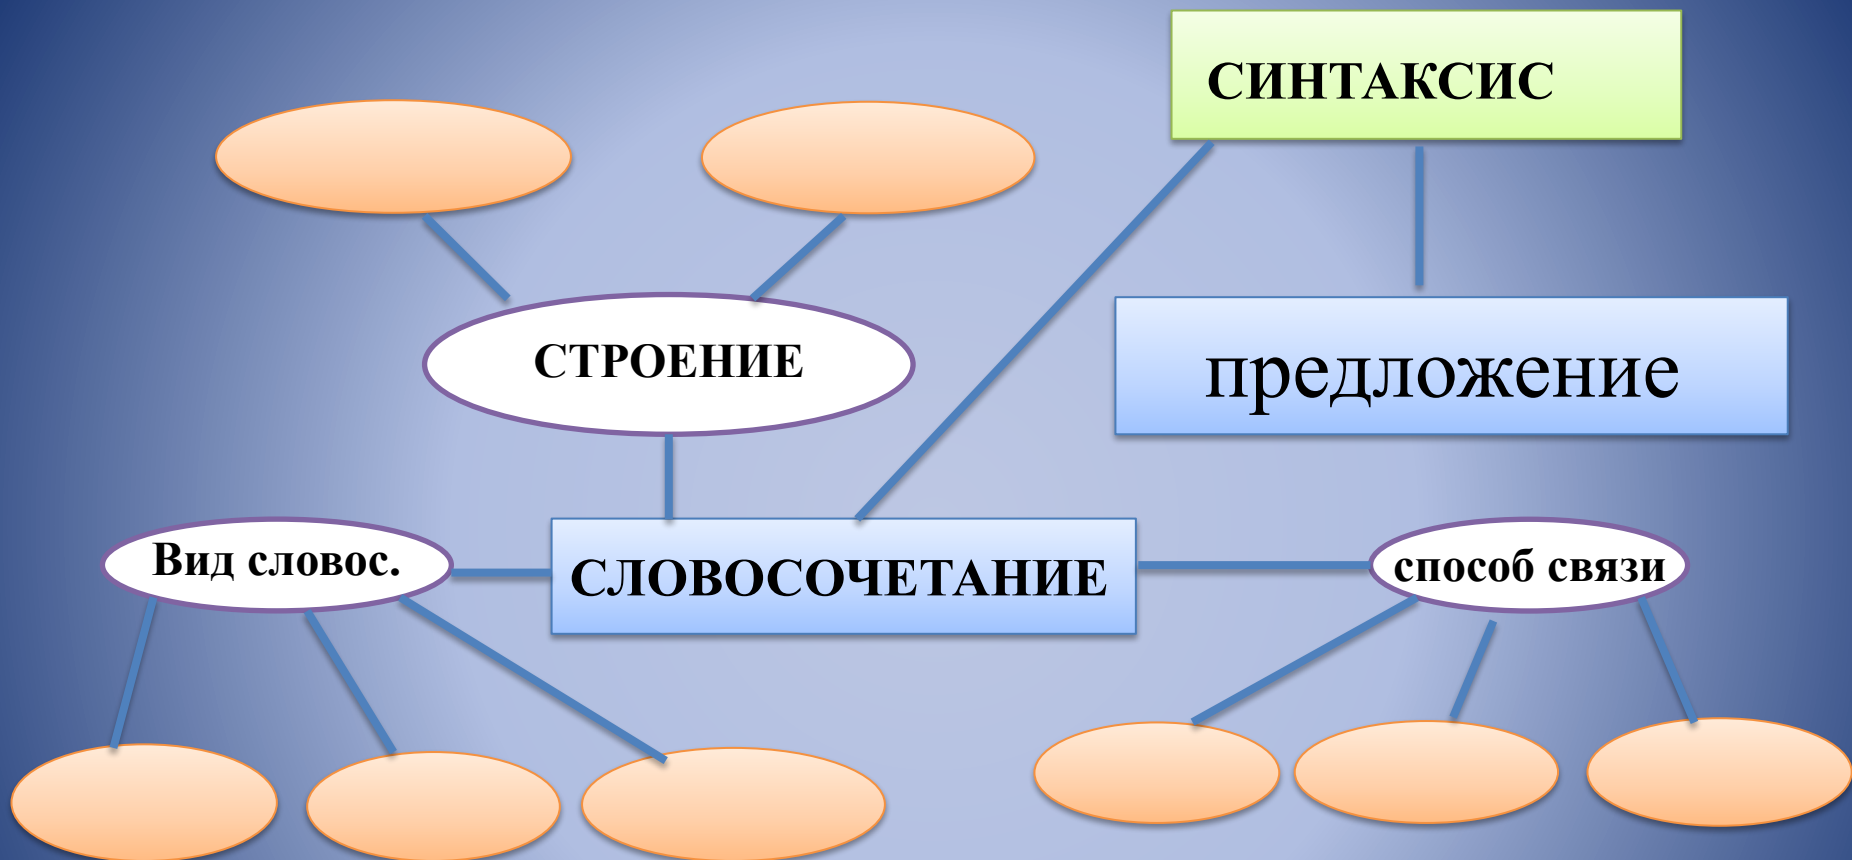 СИНТАКСИС
СТРОЕНИЕ
предложение
Вид словос.
СЛОВОСОЧЕТАНИЕ
способ связи